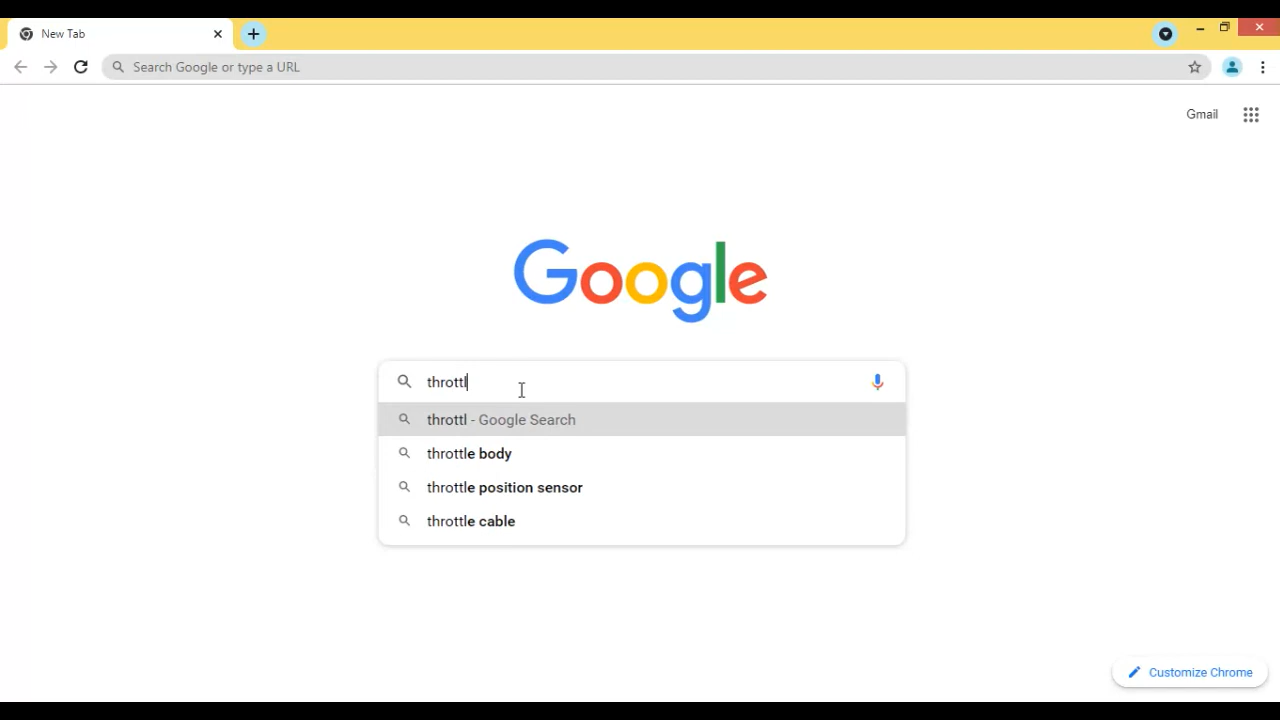 New Tab
Search Google or type a URL
Gmail
Google
throttl
throttl - Google Search
throttle body
throttle position sensor
throttle cable
Customize Chrome